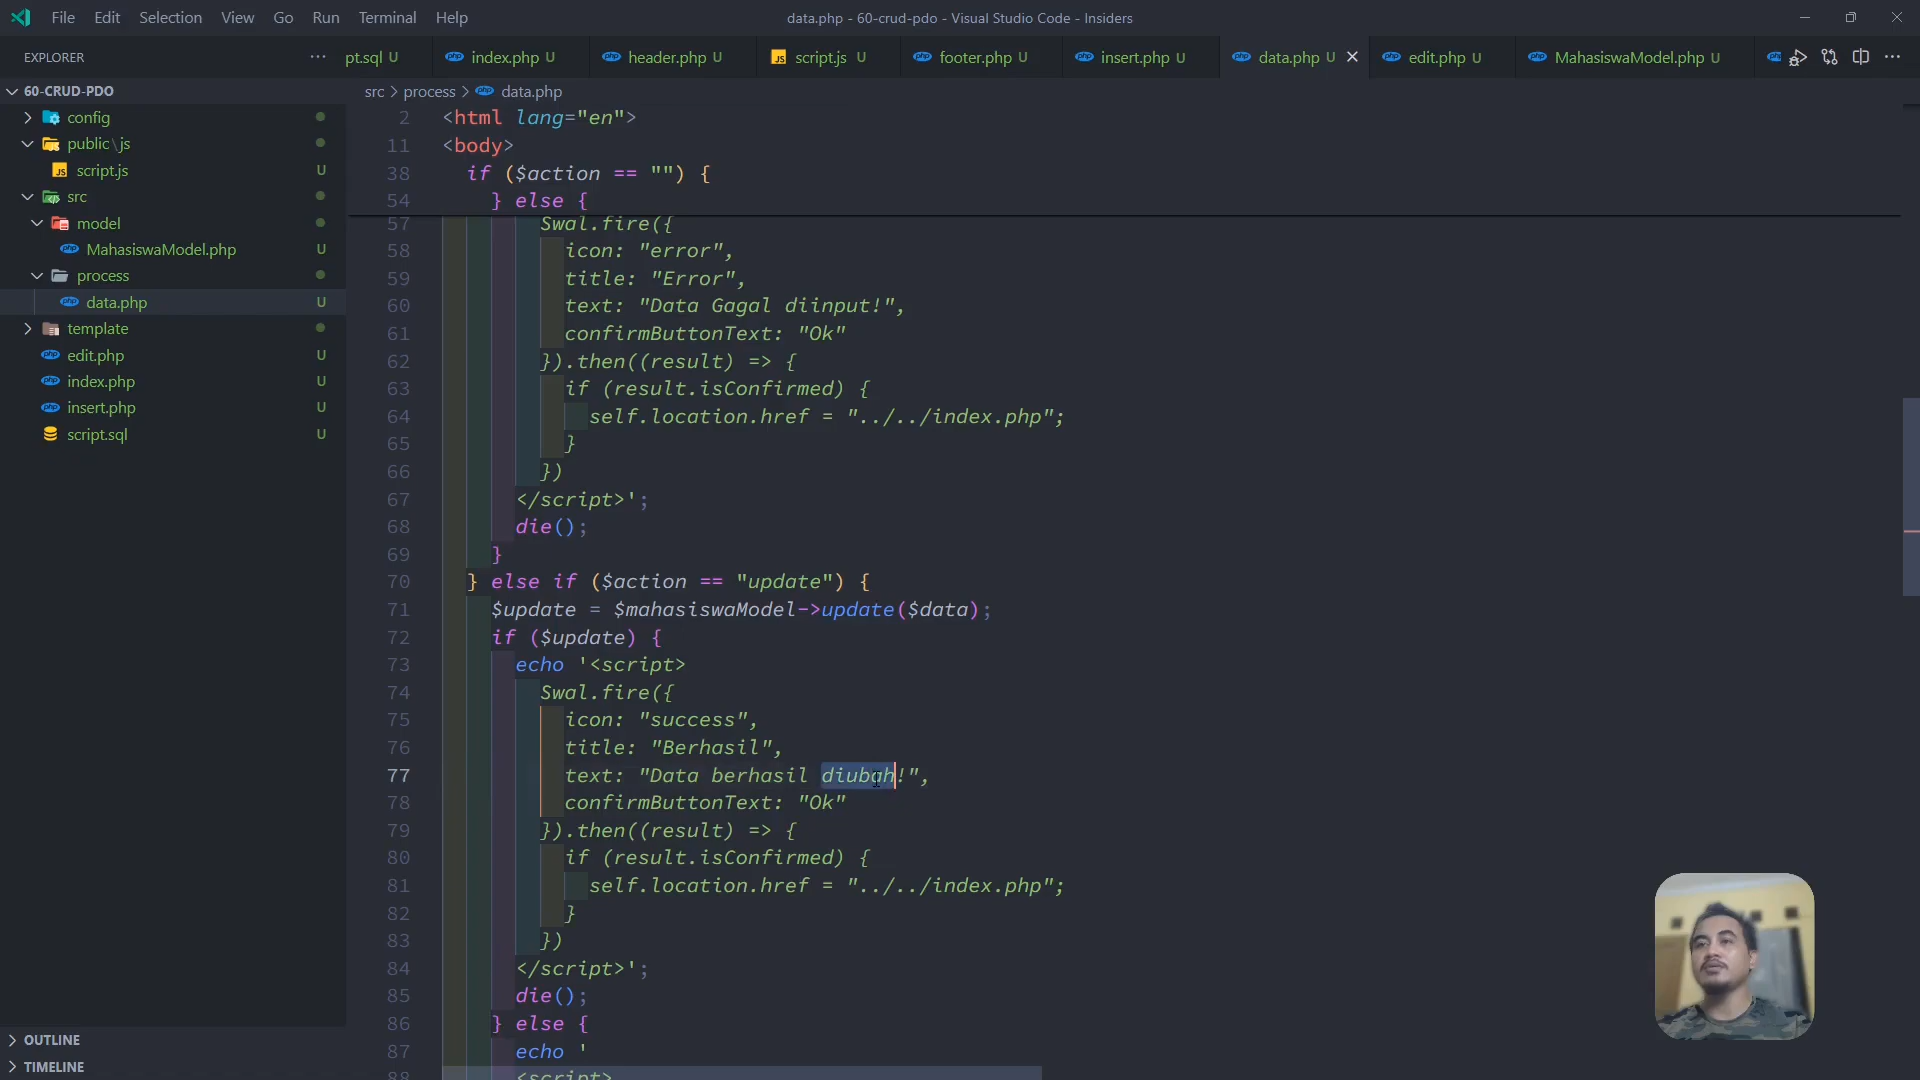 File Edit Selection View Go Run Terminal Help
data.php - 60-crud-pdo - Visual Studio Code - Insiders
EXPLORER
pt.sql U
index.php U
header.php U
script.js U
footer.php U
insert.php U
data.php U
edit.php U
MahasiswaModel.php U
60-CRUD-PDO
config
public\js
script.js U
src
model
MahasiswaModel.php U
process
data.php U
template
edit.php U
index.php U
insert.php U
script.sql U
OUTLINE
TIMELINE
src > process > data.php
2 <html lang="en">
11 <body>
38 if ($action == "") {
54 } else {
57 Swal.fire({
58 icon: "error",
59 title: "Error",
60 text: "Data Gagal diinput!",
61 confirmButtonText: "Ok"
62 }).then((result) => {
63 if (result.isConfirmed) {
64 self.location.href = "../../index.php";
65 }
66 })
67 </script>';
68 die();
69 }
70 } else if ($action == "update") {
71 $update = $mahasiswaModel->update($data);
72 if ($update) {
73 echo '<script>
74 Swal.fire({
75 icon: "success",
76 title: "Berhasil",
77 text: "Data berhasil diubah!",
78 confirmButtonText: "Ok"
79 }).then((result) => {
80 if (result.isConfirmed) {
81 self.location.href = "../../index.php";
82 }
83 })
84 </script>';
85 die();
86 } else {
87 echo '
88 <script>